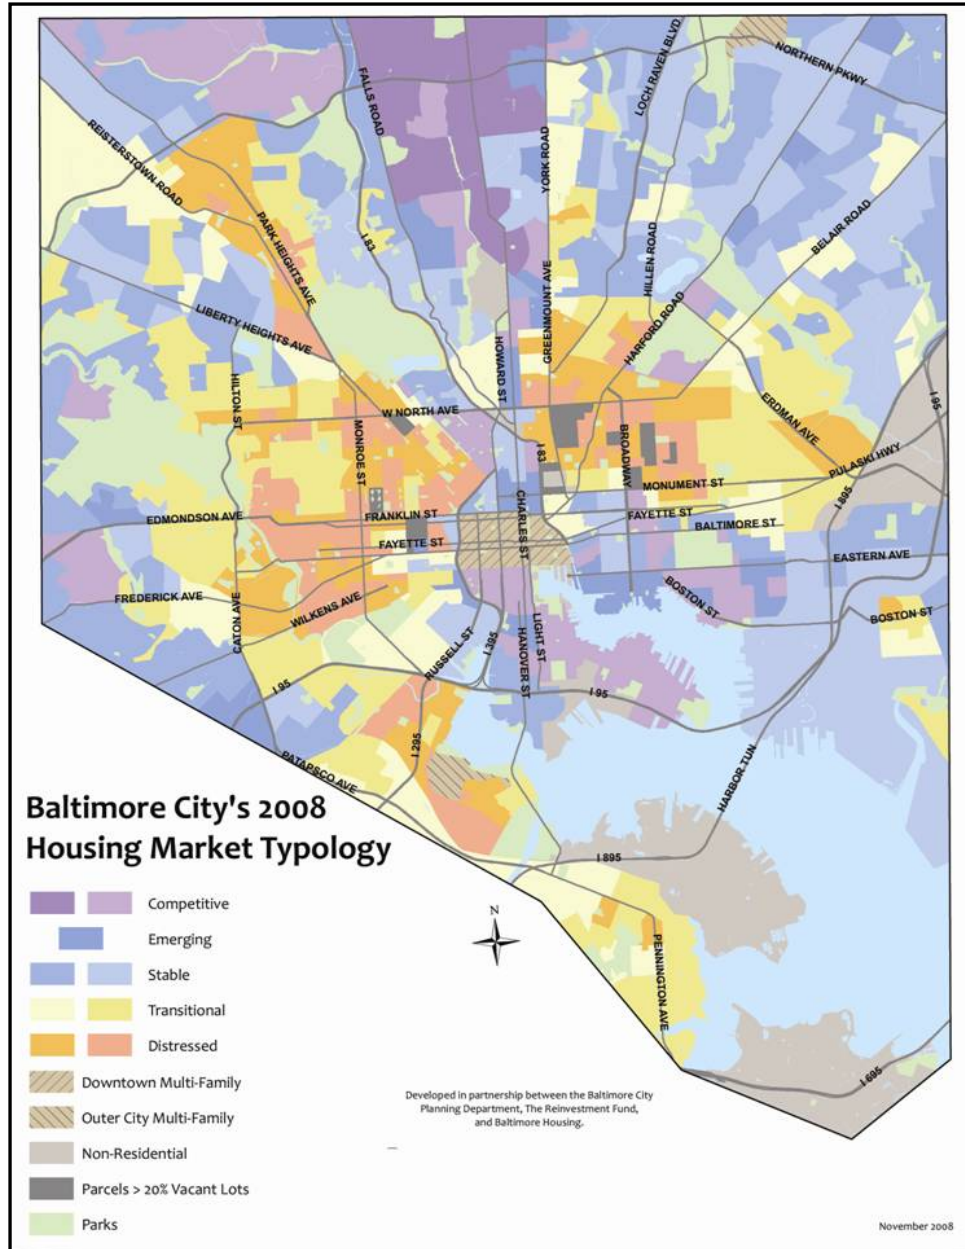 FALLS ROAD
LOCH RAVEN BLVD
NORTHERN PKWY
REISTERSTOWN ROAD
YORK ROAD
PARK HEIGHTS AVE
I 83
BELAIR ROAD
HILLEN ROAD
LIBERTY HEIGHTS AVE
GREENMOUNT AVE
HARFORD ROAD
HOWARD ST
HILTON ST
W NORTH AVE
ERDMAN AVE
I 95
MONROE ST
BROADWAY
I 83
PULASKI HWY
MONUMENT ST
I 895
CHARLES ST
EDMONDSON AVE
FRANKLIN ST
FAYETTE ST
BALTIMORE ST
FAYETTE ST
EASTERN AVE
FREDERICK AVE
WILKENS AVE
BOSTON ST
BOSTON ST
CATON AVE
LIGHT ST
HANOVER ST
RUSSELL ST
I 395
I 95
I 95
I 295
PATAPSCO AVE
HARBOR TUN
I 895
PENNINGTON AVE
I 695
Baltimore City's 2008
Housing Market Typology
Competitive
Emerging
Stable
Transitional
Distressed
Downtown Multi-Family
Outer City Multi-Family
Non-Residential
Parcels > 20% Vacant Lots
Parks
N
Developed in partnership between the Baltimore City
Planning Department, The Reinvestment Fund,
and Baltimore Housing.
November 2008